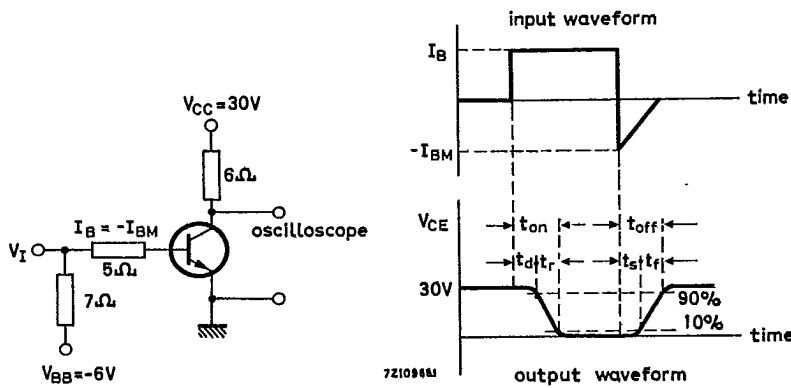 V_CC = 30V
6Ω
oscilloscope
I_B = -I_BM
V_I
5Ω
7Ω
V_BB = -6V
input waveform
I_B
time
-I_BM
V_CE
t_on
t_off
t_d t_r
t_s t_f
30V
90%
10%
time
output waveform